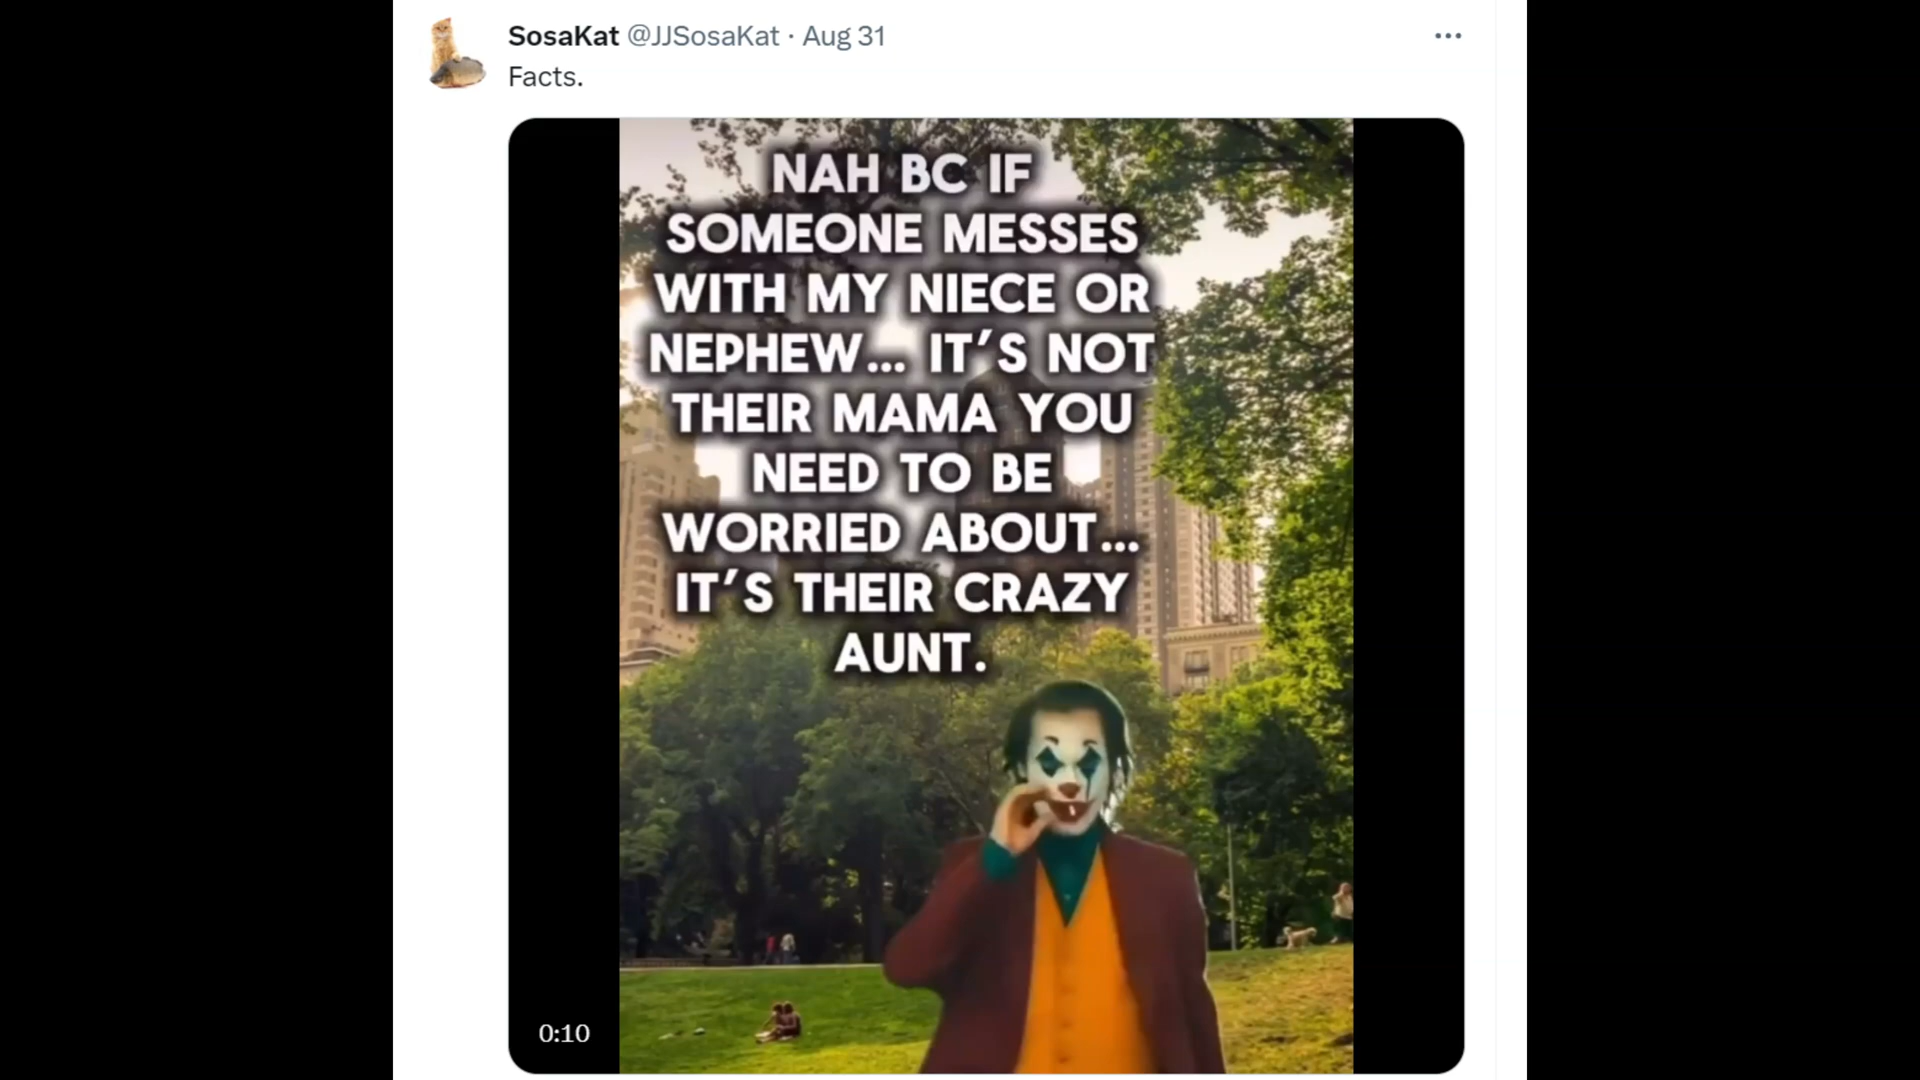 SosaKat @JJSosaKat · Aug 31
Facts.
NAH BC IF
SOMEONE MESSES
WITH MY NIECE OR
NEPHEW... IT'S NOT
THEIR MAMA YOU
NEED TO BE
WORRIED ABOUT...
IT'S THEIR CRAZY
AUNT.
0:10